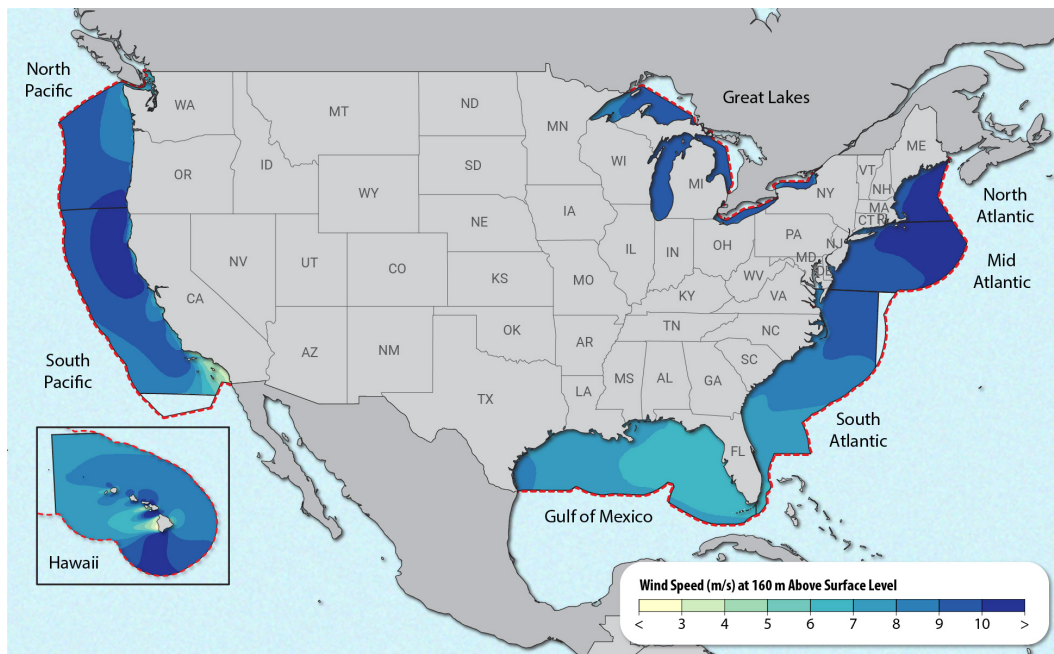 North
Pacific
Great Lakes
WA
MT
ND
MN
ME
VT
NH
OR
ID
SD
WI
MI
NY
MA
CT RI
North
Atlantic
WY
IA
NE
PA
NJ
Mid
Atlantic
NV
UT
CO
IL
IN
OH
MD
DE
WV
KS
MO
KY
VA
CA
OK
TN
NC
AZ
NM
AR
SC
South
Pacific
TX
LA
MS
AL
GA
South
Atlantic
FL
Gulf of Mexico
Hawaii
Wind Speed (m/s) at 160 m Above Surface Level
< 3 4 5 6 7 8 9 10 >